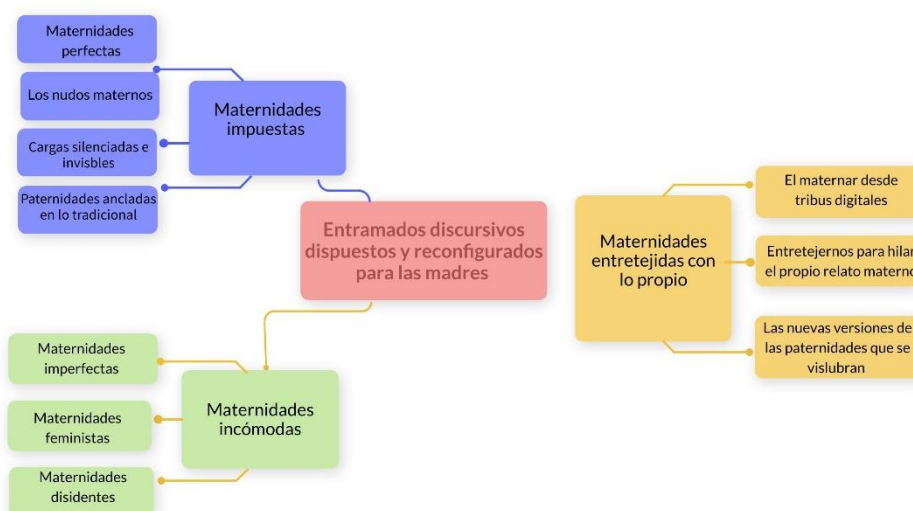 Maternidades
perfectas
Los nudos maternos
Cargas silenciadas e
invisbles
Paternidades ancladas
en lo tradicional
Maternidades
impuestas
Entramados discursivos
dispuestos y reconfigurados
para las madres
Maternidades
imperfectas
Maternidades
feministas
Maternidades
disidentes
Maternidades
incómodas
Maternidades
entretejidas con
lo propio
El maternar desde
tribus digitales
Entretejernos para hilar
el propio relato materno
Las nuevas versiones de
las paternidades que se
vislubran